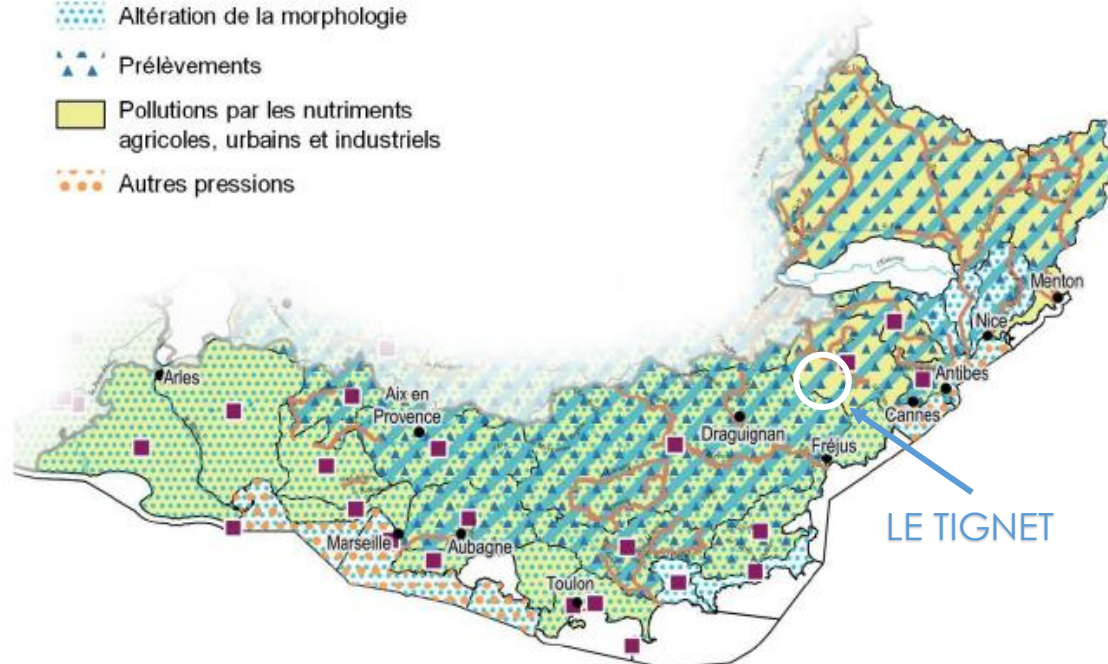 Altération de la morphologie
Prélèvements
Pollutions par les nutriments
agricoles, urbains et industriels
Autres pressions
Menton
Nice
Arles
Antibes
Aix en
Provence
Cannes
Draguignan
Fréjus
LE TIGNET
Marseille
Aubagne
Toulon